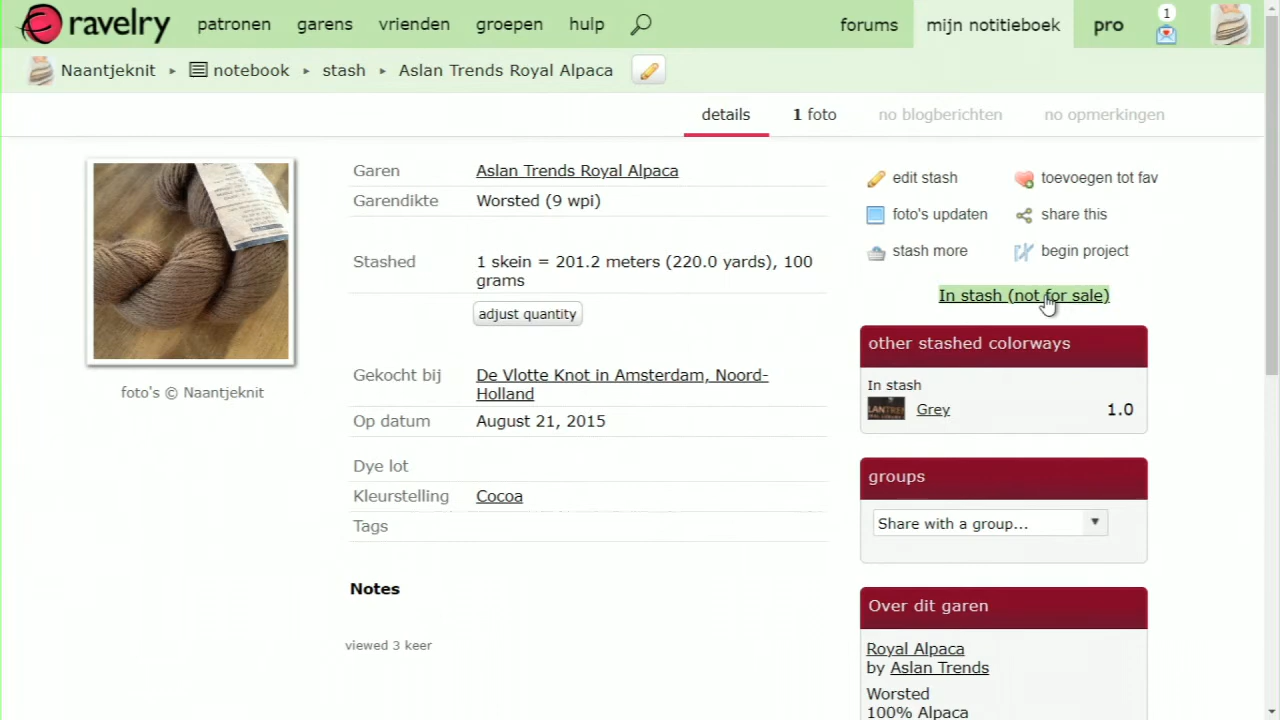 ravelry patronen garens vrienden groepen hulp forums mijn notitieboek pro 1
Naantjeknit ▸ notebook ▸ stash ▸ Aslan Trends Royal Alpaca
details 1 foto no blogberichten no opmerkingen
foto's © Naantjeknit
Garen Aslan Trends Royal Alpaca
Garendikte Worsted (9 wpi)
Stashed 1 skein = 201.2 meters (220.0 yards), 100
grams
adjust quantity
Gekocht bij De Vlotte Knot in Amsterdam, Noord-
Holland
Op datum August 21, 2015
Dye lot
Kleurstelling Cocoa
Tags
Notes
viewed 3 keer
edit stash toevoegen tot fav
foto's updaten share this
stash more begin project
In stash (not for sale)
other stashed colorways
In stash
Grey 1.0
groups
Share with a group...
Over dit garen
Royal Alpaca
by Aslan Trends
Worsted
100% Alpaca